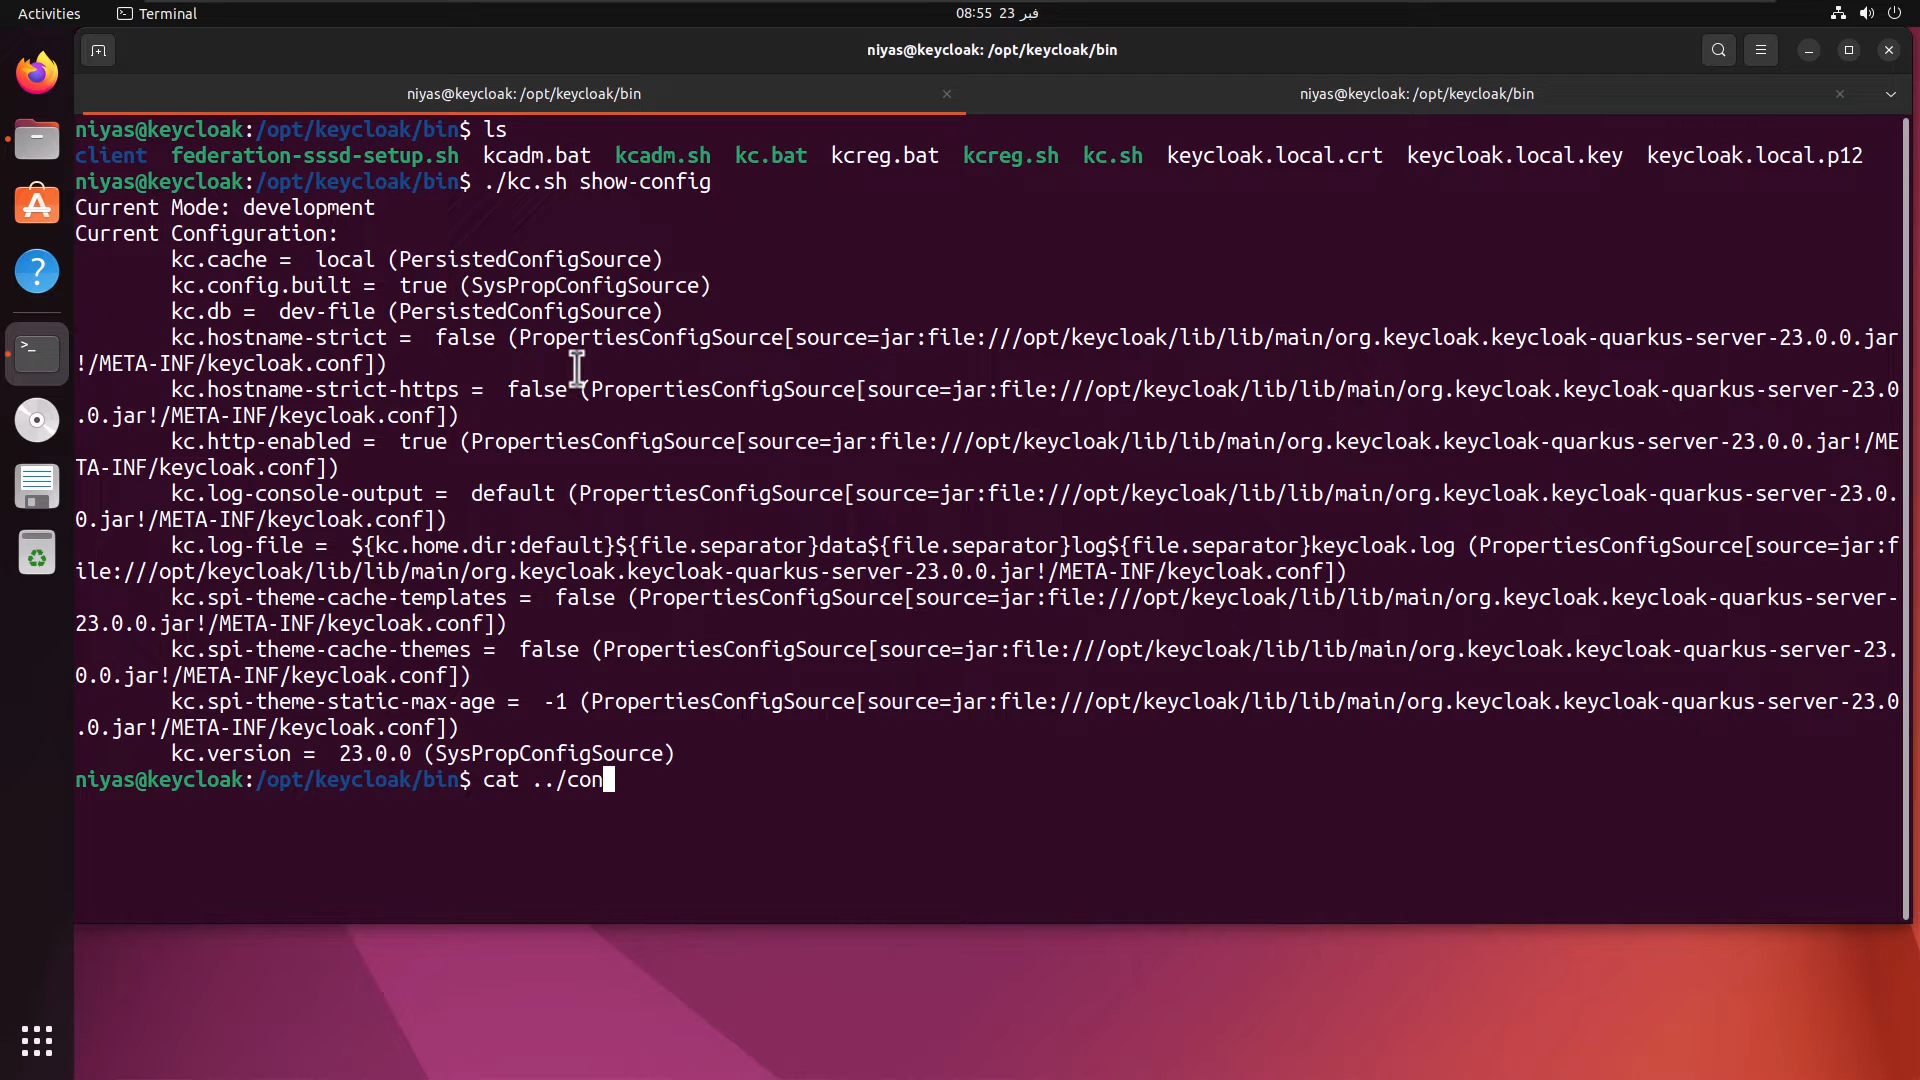 Activities Terminal 08:55 23 فبر
niyas@keycloak: /opt/keycloak/bin
niyas@keycloak: /opt/keycloak/bin niyas@keycloak: /opt/keycloak/bin
niyas@keycloak:/opt/keycloak/bin$ ls
client federation-sssd-setup.sh kcadm.bat kcadm.sh kc.bat kcreg.bat kcreg.sh kc.sh keycloak.local.crt keycloak.local.key keycloak.local.p12
niyas@keycloak:/opt/keycloak/bin$ ./kc.sh show-config
Current Mode: development
Current Configuration:
kc.cache = local (PersistedConfigSource)
kc.config.built = true (SysPropConfigSource)
kc.db = dev-file (PersistedConfigSource)
kc.hostname-strict = false (PropertiesConfigSource[source=jar:file:///opt/keycloak/lib/lib/main/org.keycloak.keycloak-quarkus-server-23.0.0.jar
!/META-INF/keycloak.conf])
kc.hostname-strict-https = false (PropertiesConfigSource[source=jar:file:///opt/keycloak/lib/lib/main/org.keycloak.keycloak-quarkus-server-23.0
.0.jar!/META-INF/keycloak.conf])
kc.http-enabled = true (PropertiesConfigSource[source=jar:file:///opt/keycloak/lib/lib/main/org.keycloak.keycloak-quarkus-server-23.0.0.jar!/ME
TA-INF/keycloak.conf])
kc.log-console-output = default (PropertiesConfigSource[source=jar:file:///opt/keycloak/lib/lib/main/org.keycloak.keycloak-quarkus-server-23.0.
0.jar!/META-INF/keycloak.conf])
kc.log-file = ${kc.home.dir:default}${file.separator}data${file.separator}log${file.separator}keycloak.log (PropertiesConfigSource[source=jar:f
ile:///opt/keycloak/lib/lib/main/org.keycloak.keycloak-quarkus-server-23.0.0.jar!/META-INF/keycloak.conf])
kc.spi-theme-cache-templates = false (PropertiesConfigSource[source=jar:file:///opt/keycloak/lib/lib/main/org.keycloak.keycloak-quarkus-server-
23.0.0.jar!/META-INF/keycloak.conf])
kc.spi-theme-cache-themes = false (PropertiesConfigSource[source=jar:file:///opt/keycloak/lib/lib/main/org.keycloak.keycloak-quarkus-server-23.
0.0.jar!/META-INF/keycloak.conf])
kc.spi-theme-static-max-age = -1 (PropertiesConfigSource[source=jar:file:///opt/keycloak/lib/lib/main/org.keycloak.keycloak-quarkus-server-23.0
.0.jar!/META-INF/keycloak.conf])
kc.version = 23.0.0 (SysPropConfigSource)
niyas@keycloak:/opt/keycloak/bin$ cat ../con